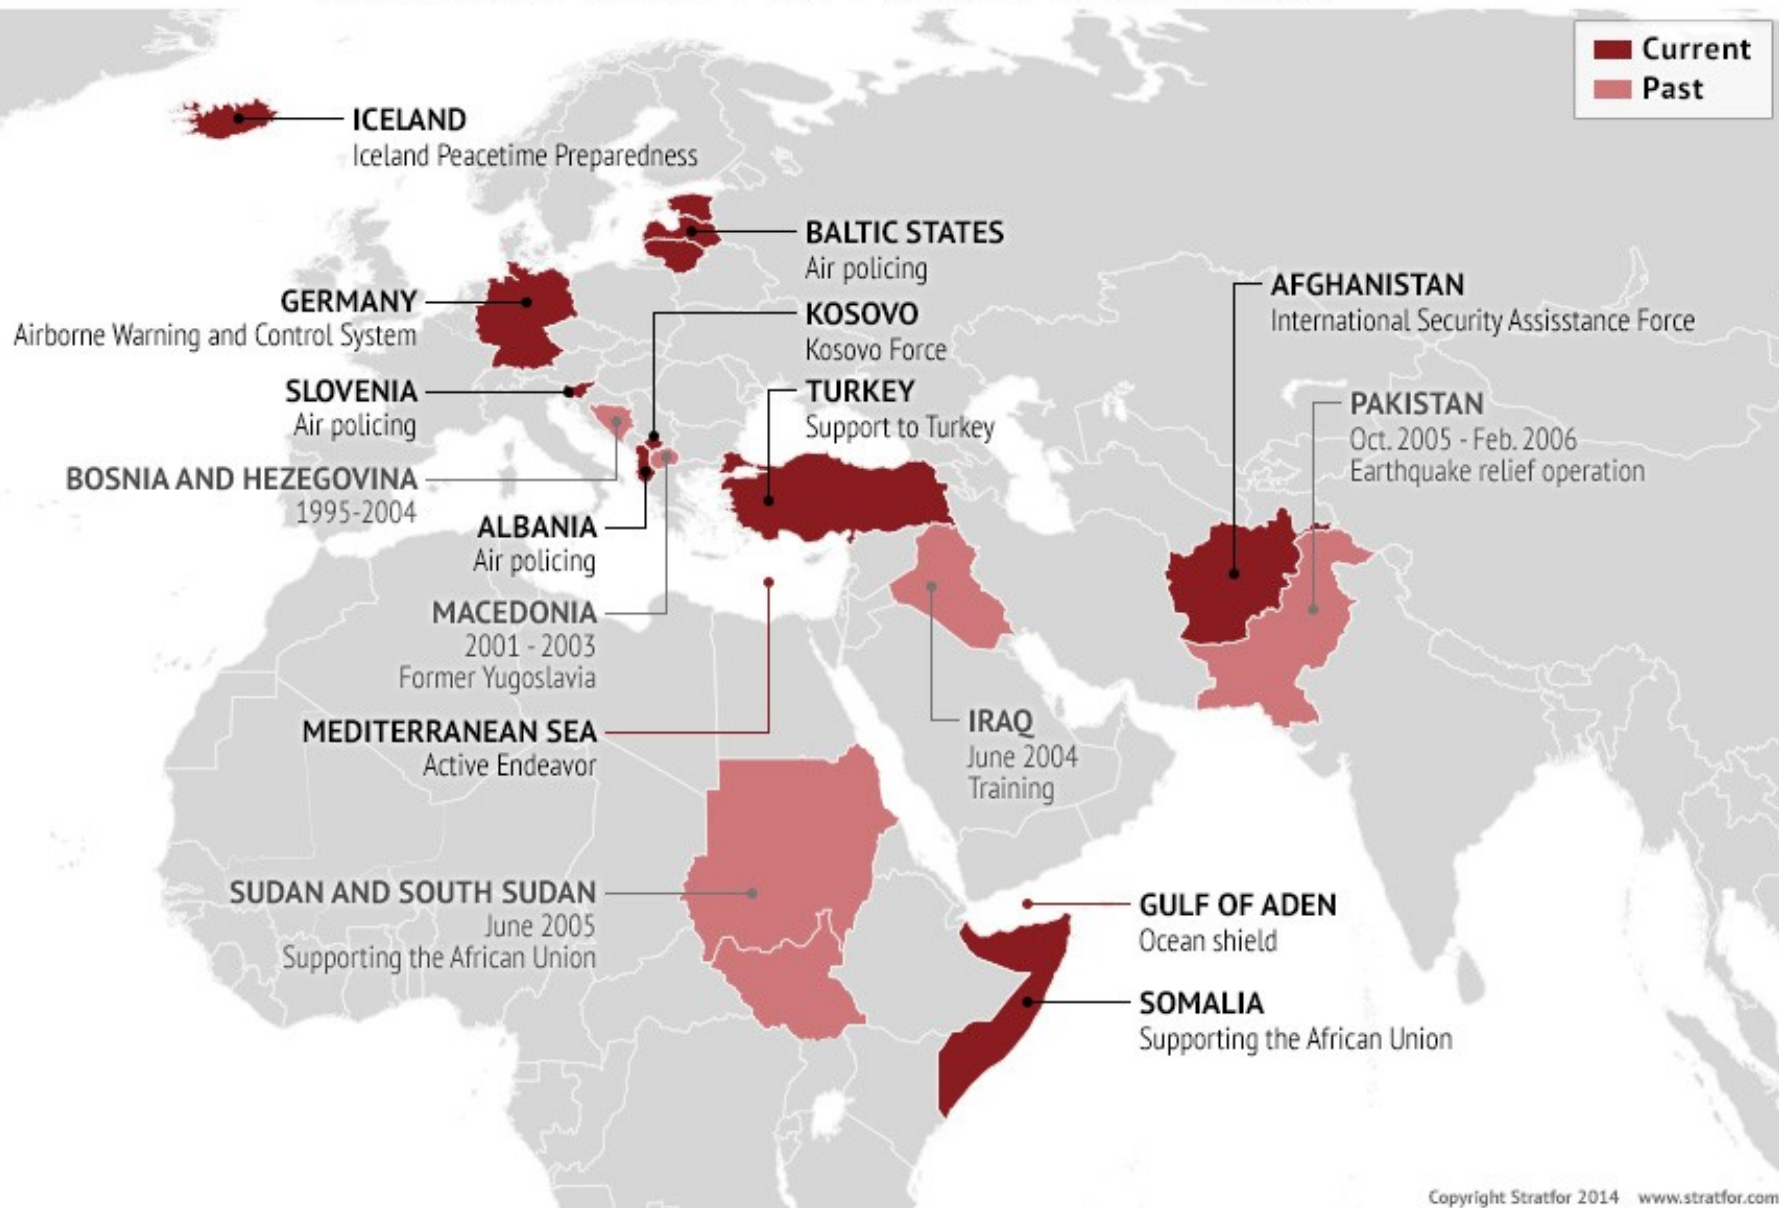 Current
Past
ICELAND
Iceland Peacetime Preparedness
BALTIC STATES
Air policing
GERMANY
Airborne Warning and Control System
KOSOVO
Kosovo Force
AFGHANISTAN
International Security Assisstance Force
SLOVENIA
Air policing
TURKEY
Support to Turkey
PAKISTAN
Oct. 2005 - Feb. 2006
Earthquake relief operation
BOSNIA AND HEZEGOVINA
1995-2004
ALBANIA
Air policing
MACEDONIA
2001 - 2003
Former Yugoslavia
MEDITERRANEAN SEA
Active Endeavor
IRAQ
June 2004
Training
SUDAN AND SOUTH SUDAN
June 2005
Supporting the African Union
GULF OF ADEN
Ocean shield
SOMALIA
Supporting the African Union
Copyright Stratfor 2014 www.stratfor.com